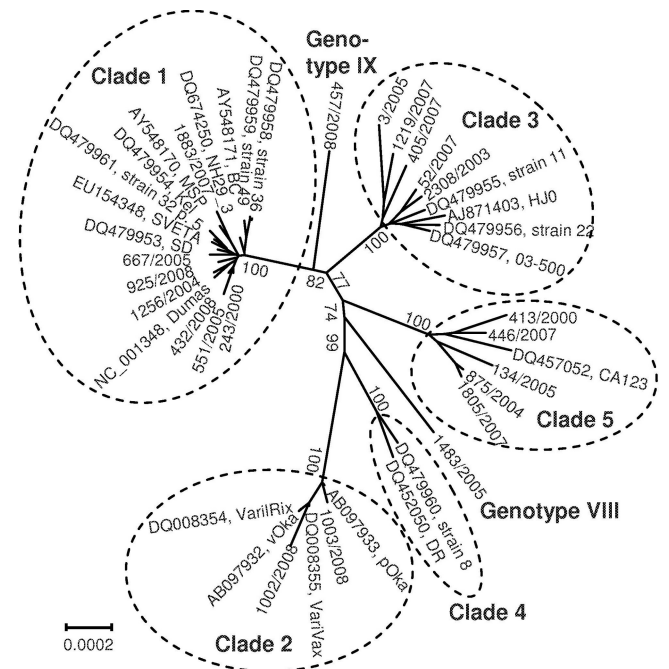 Clade 1
DQ479958, strain 36
DQ479959, strain 49
AY548171, BC
DQ674250, NH29_3
1883/2007
AY548170, MSP
DQ479954, Kel
DQ479961, strain 32 p.5
EU154348, SVETA
DQ479953, SD
667/2005
925/2008
1256/2004
NC_001348, Dumas
432/2008
551/2005
243/2000
100
Geno-
type IX
457/2008
82
77
74
99
Clade 3
3/2005
1219/2007
405/2007
52/2007
2308/2003
DQ479955, strain 11
AJ871403, HJ0
DQ479956, strain 22
DQ479957, 03-500
100
100
413/2000
446/2007
DQ457052, CA123
134/2005
875/2004
1805/2007
Clade 5
1483/2005
Genotype VIII
100
DQ479960, strain 8
DQ452050, DR
Clade 4
100
AB097933, pOka
1003/2008
DQ008355, VariVax
DQ008354, VarilRix
AB097932, vOka
1002/2008
Clade 2
0.0002